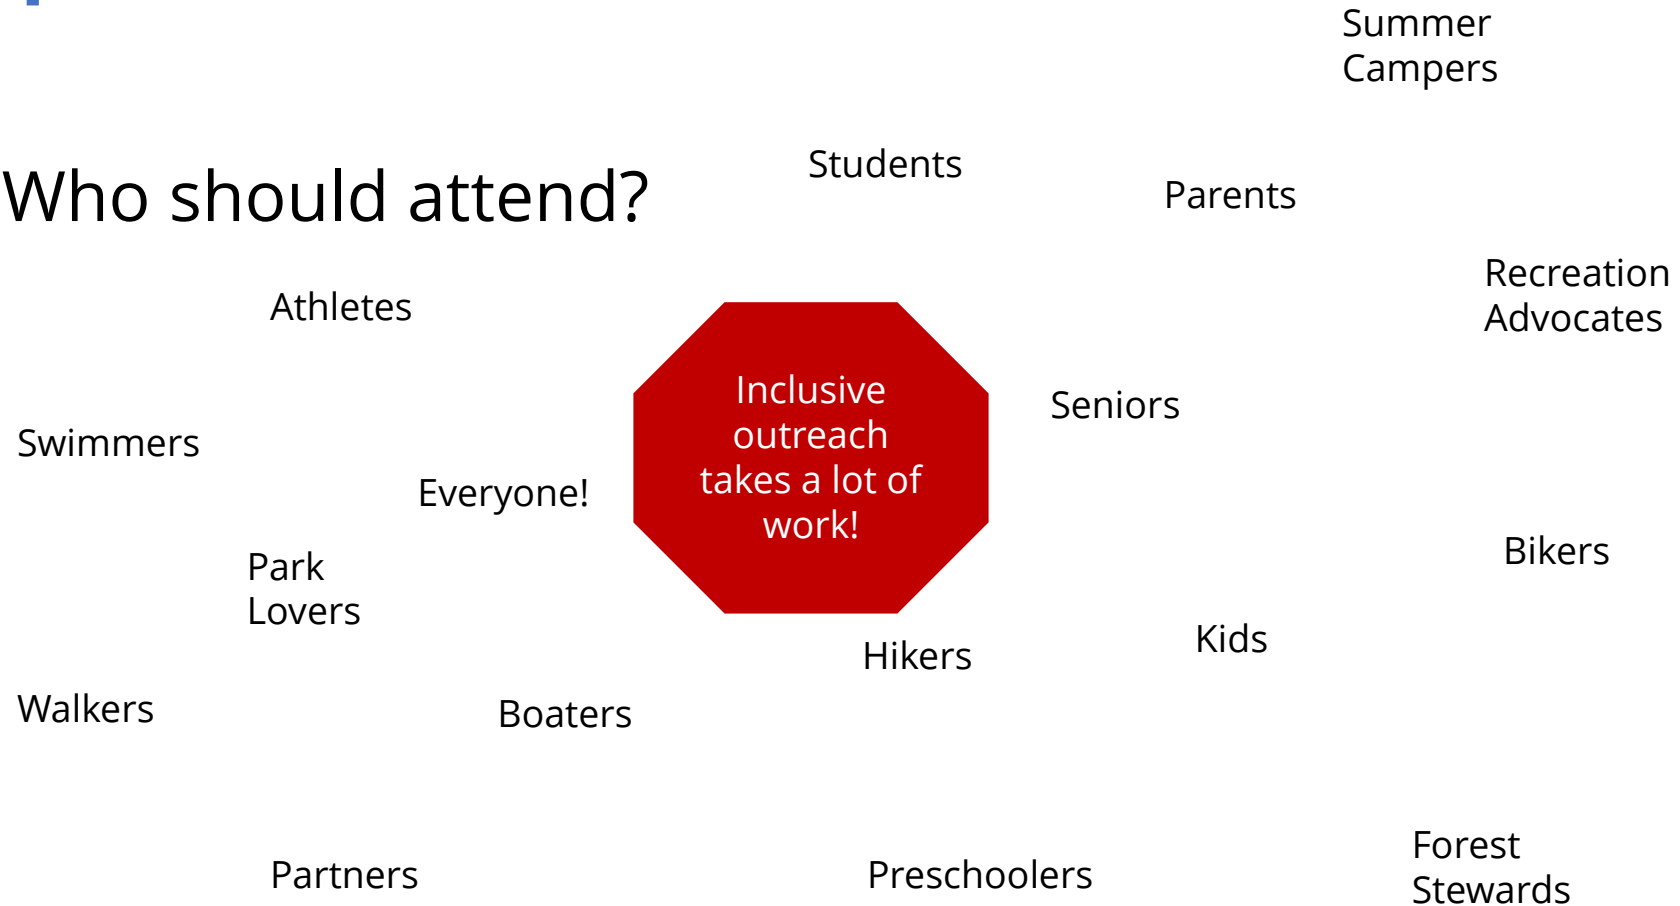 Summer
Campers
Students
Parents
Who should attend?
Recreation
Advocates
Athletes
Inclusive
outreach
takes a lot of
work!
Seniors
Swimmers
Everyone!
Park
Lovers
Bikers
Hikers
Kids
Walkers
Boaters
Partners
Preschoolers
Forest
Stewards